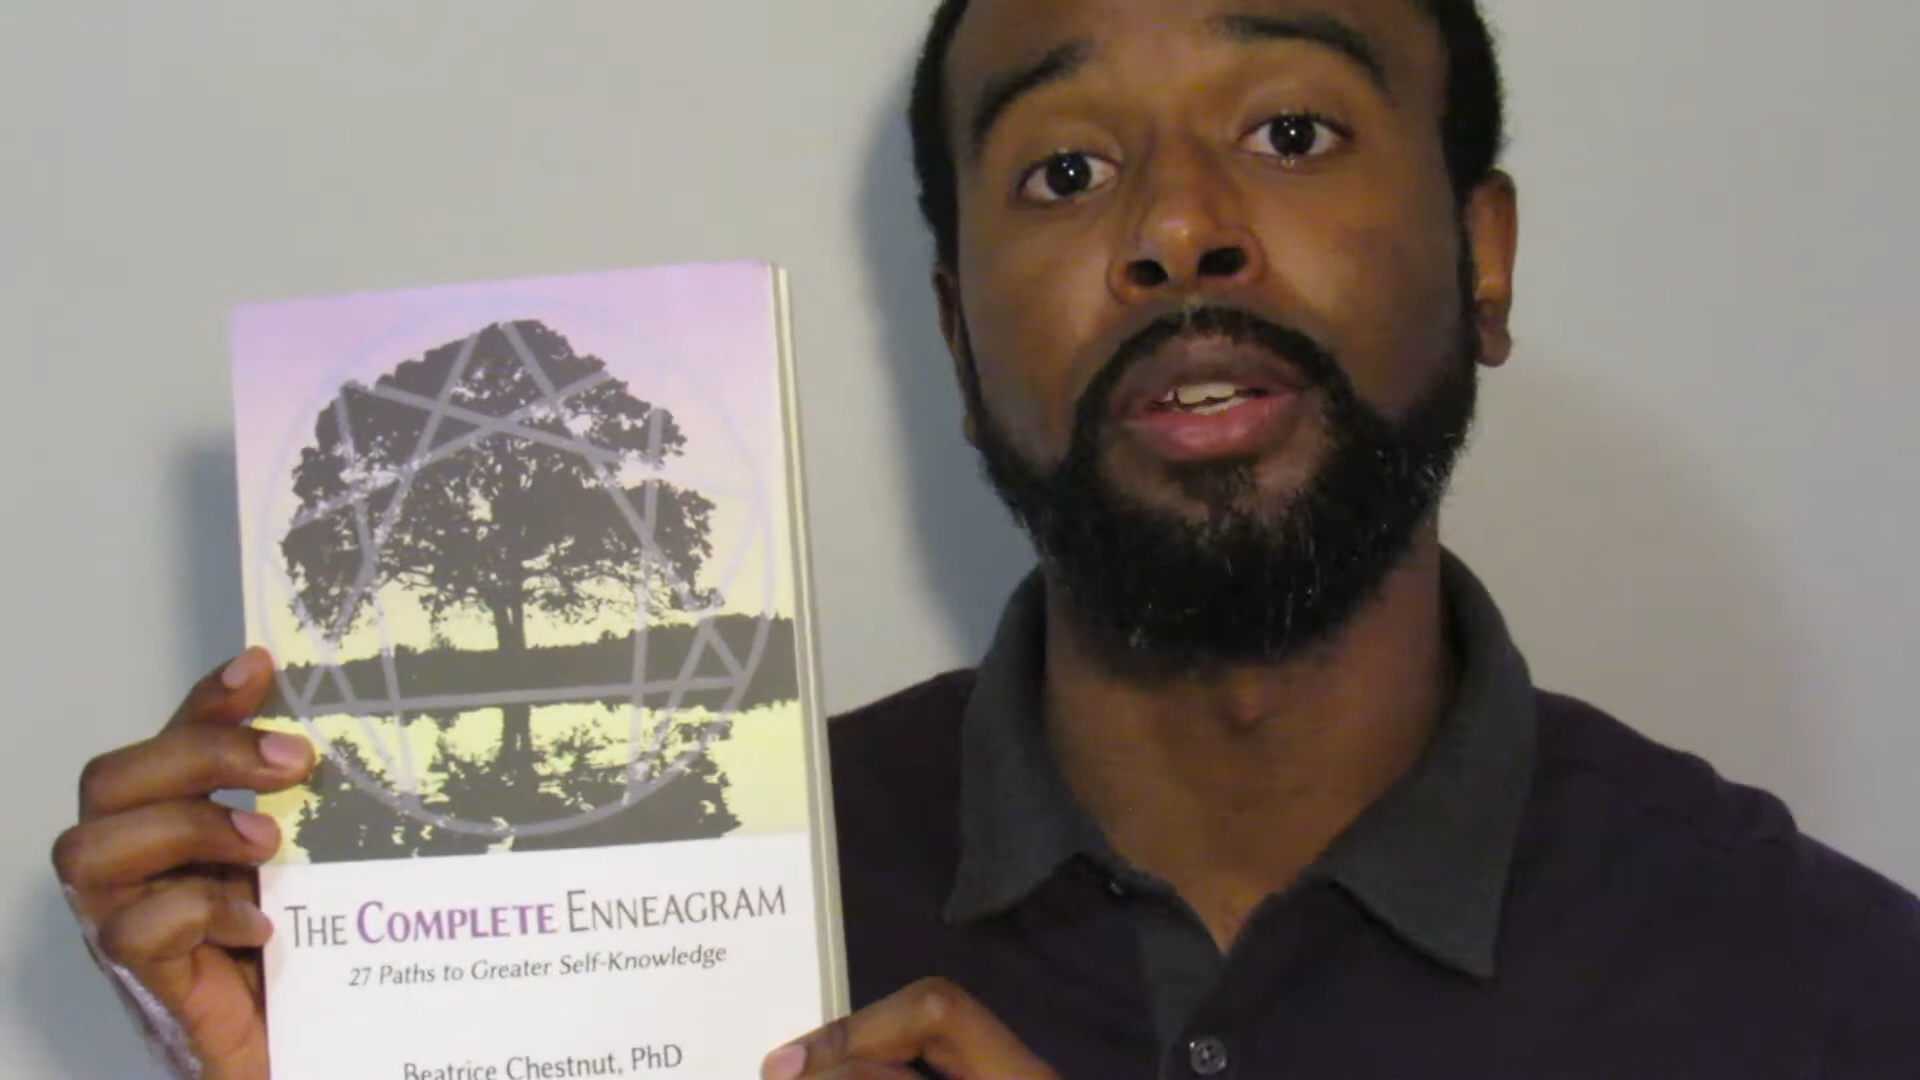 THE COMPLETE ENNEAGRAM
27 Paths to Greater Self-Knowledge
Beatrice Chestnut, PhD